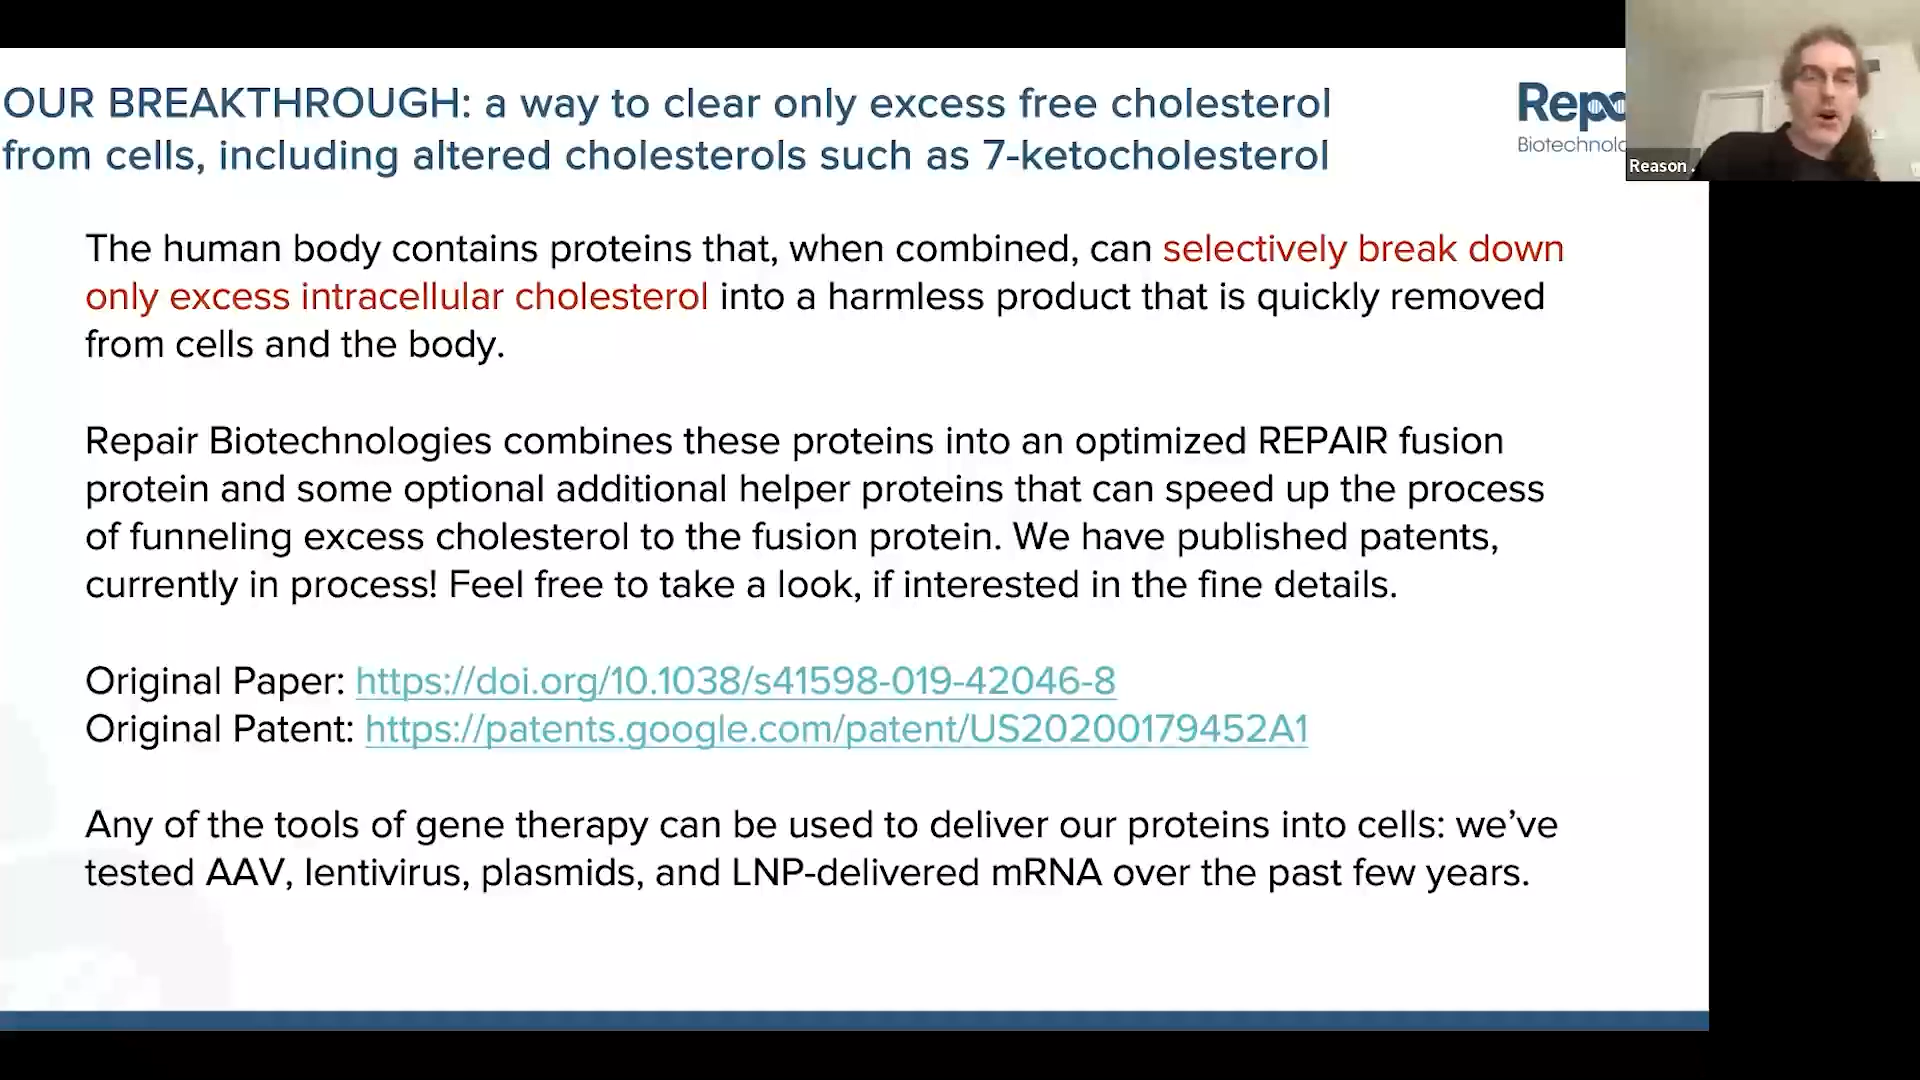 OUR BREAKTHROUGH: a way to clear only excess free cholesterol
from cells, including altered cholesterols such as 7-ketocholesterol
Reason .
The human body contains proteins that, when combined, can selectively break down
only excess intracellular cholesterol into a harmless product that is quickly removed
from cells and the body.
Repair Biotechnologies combines these proteins into an optimized REPAIR fusion
protein and some optional additional helper proteins that can speed up the process
of funneling excess cholesterol to the fusion protein. We have published patents,
currently in process! Feel free to take a look, if interested in the fine details.
Original Paper: https://doi.org/10.1038/s41598-019-42046-8
Original Patent: https://patents.google.com/patent/US20200179452A1
Any of the tools of gene therapy can be used to deliver our proteins into cells: we’ve
tested AAV, lentivirus, plasmids, and LNP-delivered mRNA over the past few years.